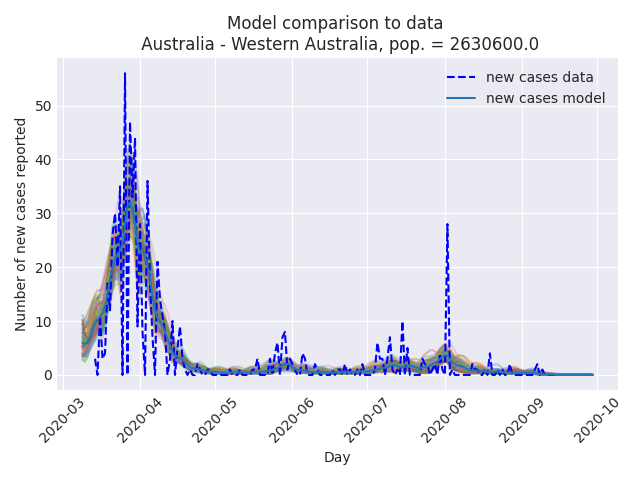 Model comparison to data
Australia - Western Australia, pop. = 2630600.0
new cases data
new cases model
Number of new cases reported
50
40
30
20
10
0
2020-03
2020-04
2020-05
2020-06
2020-07
2020-08
2020-09
2020-10
Day